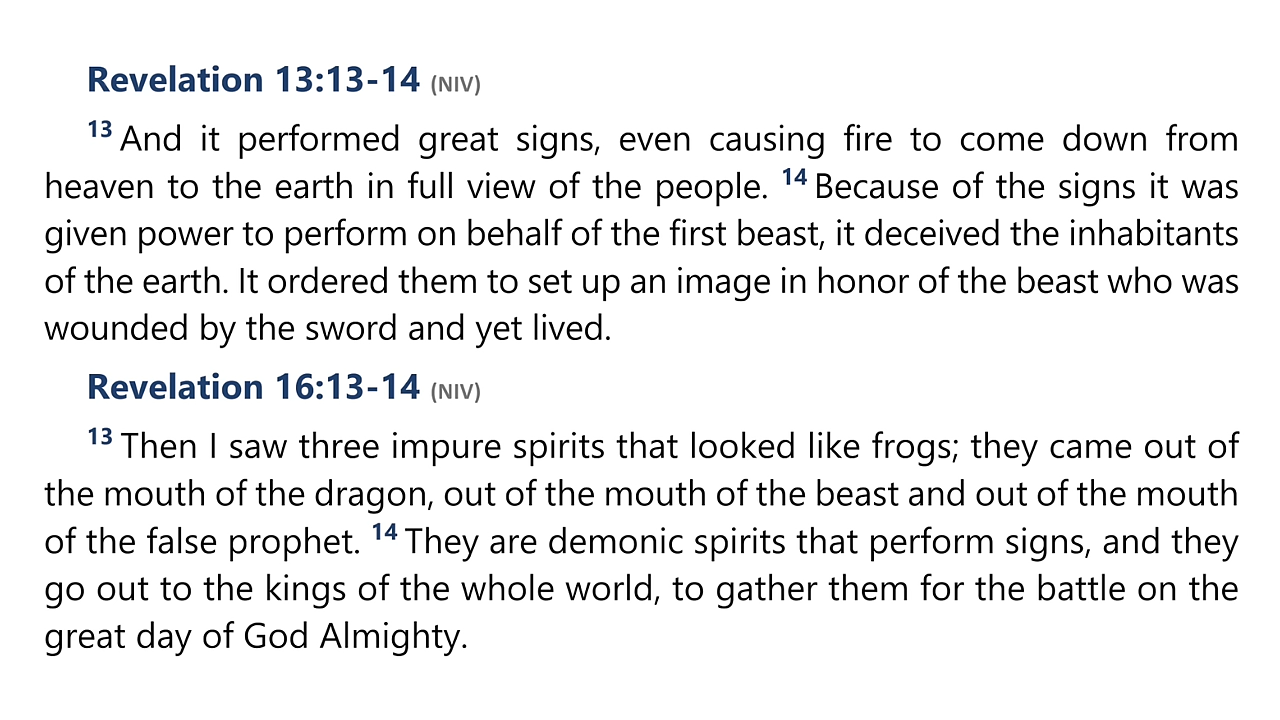 Revelation 13:13-14 (NIV)
13 And it performed great signs, even causing fire to come down from
heaven to the earth in full view of the people. 14 Because of the signs it was
given power to perform on behalf of the first beast, it deceived the inhabitants
of the earth. It ordered them to set up an image in honor of the beast who was
wounded by the sword and yet lived.
Revelation 16:13-14 (NIV)
13 Then I saw three impure spirits that looked like frogs; they came out of
the mouth of the dragon, out of the mouth of the beast and out of the mouth
of the false prophet. 14 They are demonic spirits that perform signs, and they
go out to the kings of the whole world, to gather them for the battle on the
great day of God Almighty.